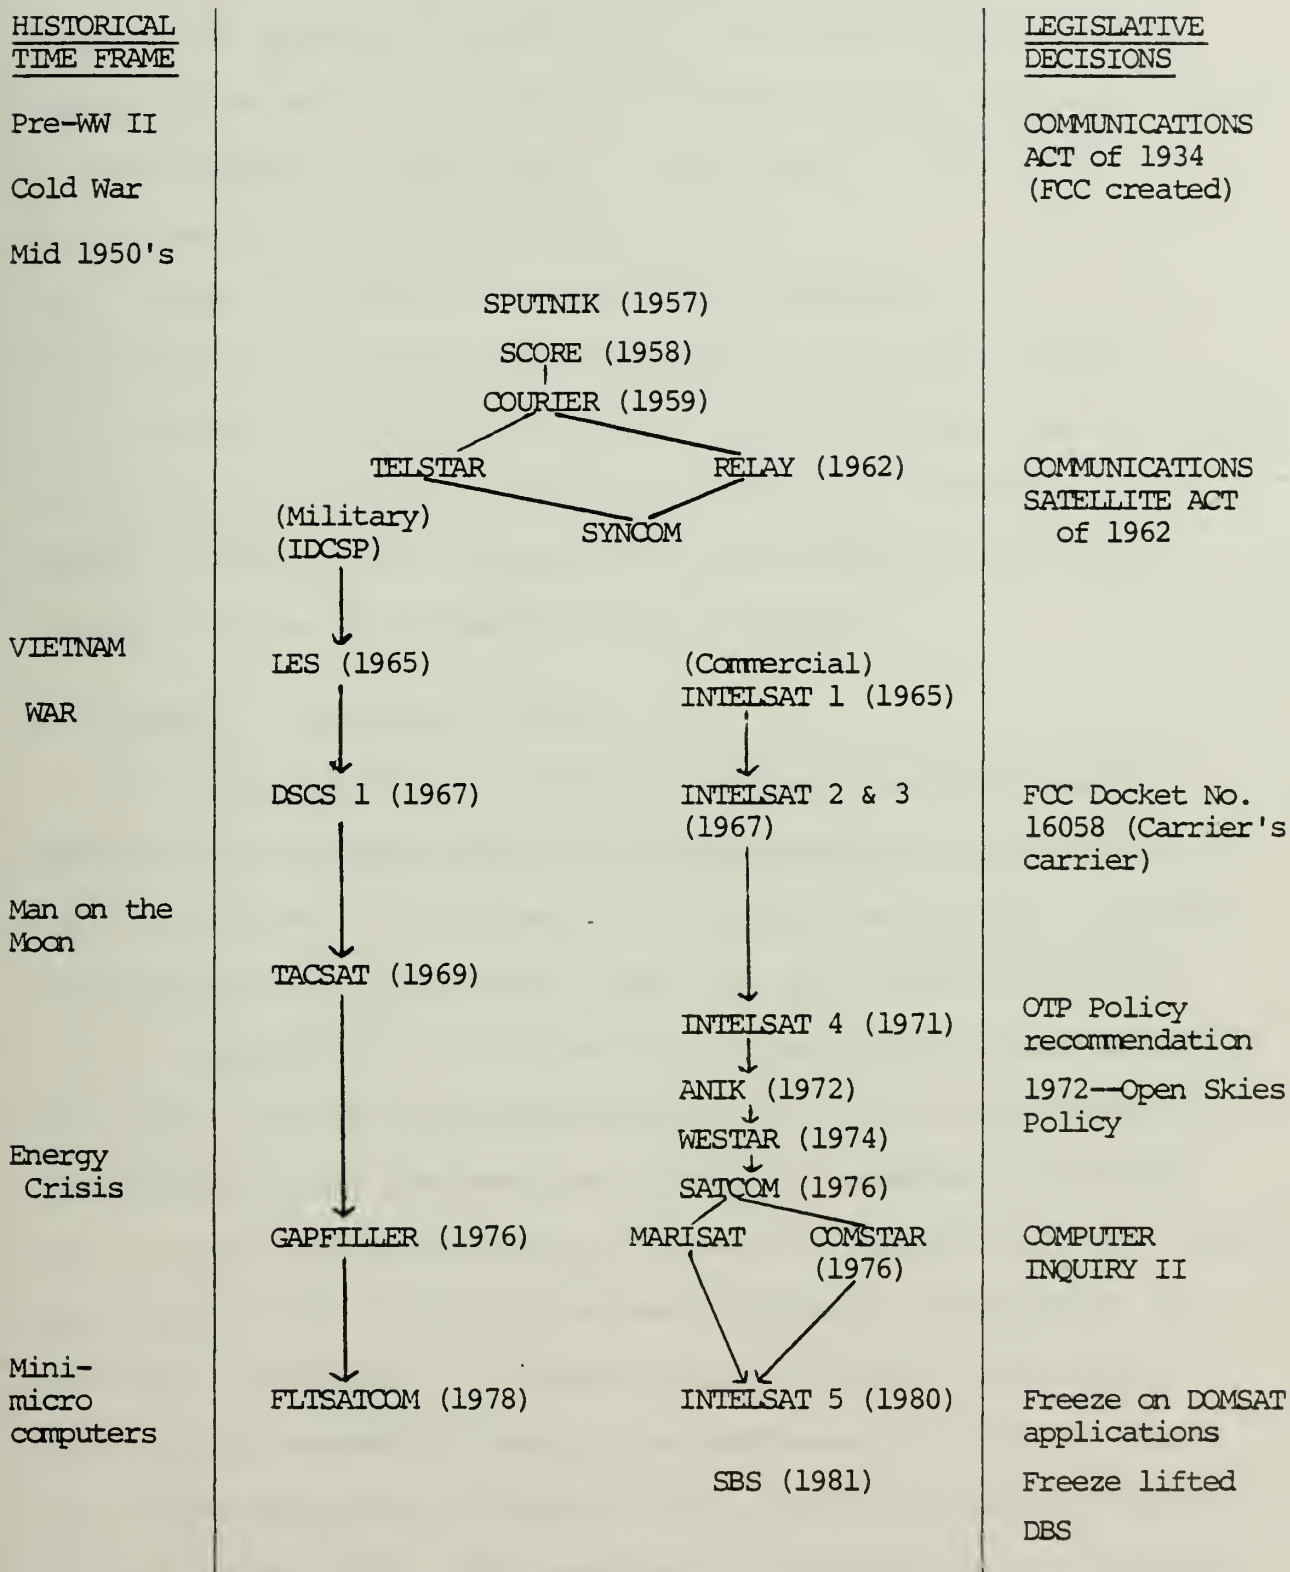 HISTORICAL
TIME FRAME
Pre-WW II
Cold War
Mid 1950's
VIETNAM
WAR
Man on the
Moon
Energy
Crisis
Mini-
micro
computers
SPUTNIK (1957)
SCORE (1958)
COURIER (1959)
TELSTAR
RELAY (1962)
SYNCOM
(Military)
(IDCSP)
LES (1965)
DSCS 1 (1967)
TACSAT (1969)
GAPFILLER (1976)
FLTSATCOM (1978)
(Commercial)
INTELSAT 1 (1965)
INTELSAT 2 & 3
(1967)
INTELSAT 4 (1971)
ANIK (1972)
WESTAR (1974)
SATCOM (1976)
MARISAT
COMSTAR
(1976)
INTELSAT 5 (1980)
SBS (1981)
LEGISLATIVE
DECISIONS
COMMUNICATIONS
ACT of 1934
(FCC created)
COMMUNICATIONS
SATELLITE ACT
of 1962
FCC Docket No.
16058 (Carrier's
carrier)
OTP Policy
recommendation
1972--Open Skies
Policy
COMPUTER
INQUIRY II
Freeze on DOMSAT
applications
Freeze lifted
DBS